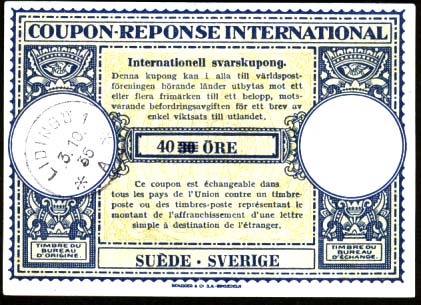 COUPON-REPONSE INTERNATIONAL
Internationell svarskupong.
Denna kupong kan i alla till världspost-
föreningen hörande länder utbytas mot ett
eller flera frimärken till ett belopp, mots-
varande befordringsavgiften för ett brev av
enkel viktsats till utlandet.
LIDINGÖ 1
3.10
55
* A *
40 30 ÖRE
Ce coupon est échangeable dans
tous les pays de l'Union contre un timbre-
poste ou des timbres-poste représentant le
montant de l'affranchissement d'une lettre
simple à destination de l'étranger.
TIMBRE DU
BUREAU
D'ORIGINE.
TIMBRE DU
BUREAU
D'ÉCHANGE.
SUÈDE · SVERIGE